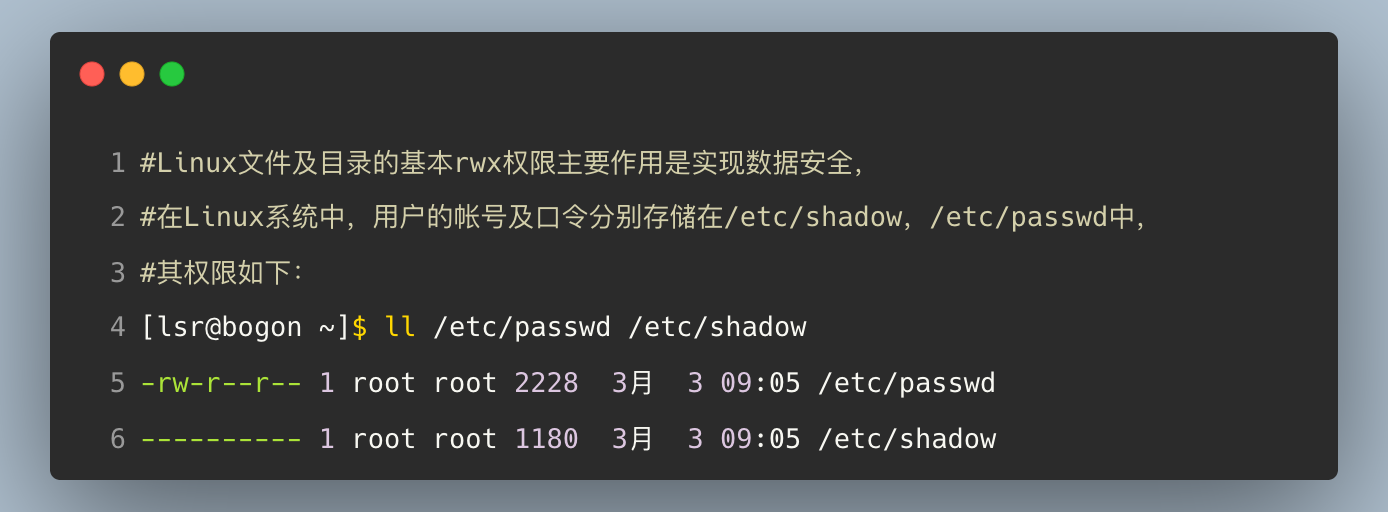 1 #Linux文件及目录的基本rwx权限主要作用是实现数据安全，
2 #在Linux系统中，用户的帐号及口令分别存储在/etc/shadow，/etc/passwd中，
3 #其权限如下：
4 [lsr@bogon ~]$ ll /etc/passwd /etc/shadow
5 -rw-r--r-- 1 root root 2228  3月  3 09:05 /etc/passwd
6 ---------- 1 root root 1180  3月  3 09:05 /etc/shadow